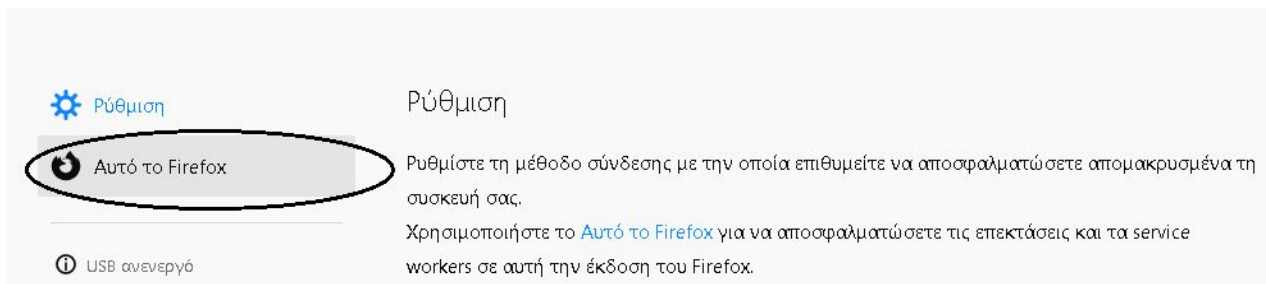 Ρύθμιση
Αυτό το Firefox
USB ανενεργό
Ρύθμιση
Ρυθμίστε τη μέθοδο σύνδεσης με την οποία επιθυμείτε να αποσφαλματώσετε απομακρυσμένα τη
συσκευή σας.
Χρησιμοποιήστε το Αυτό το Firefox για να αποσφαλματώσετε τις επεκτάσεις και τα service
workers σε αυτή την έκδοση του Firefox.